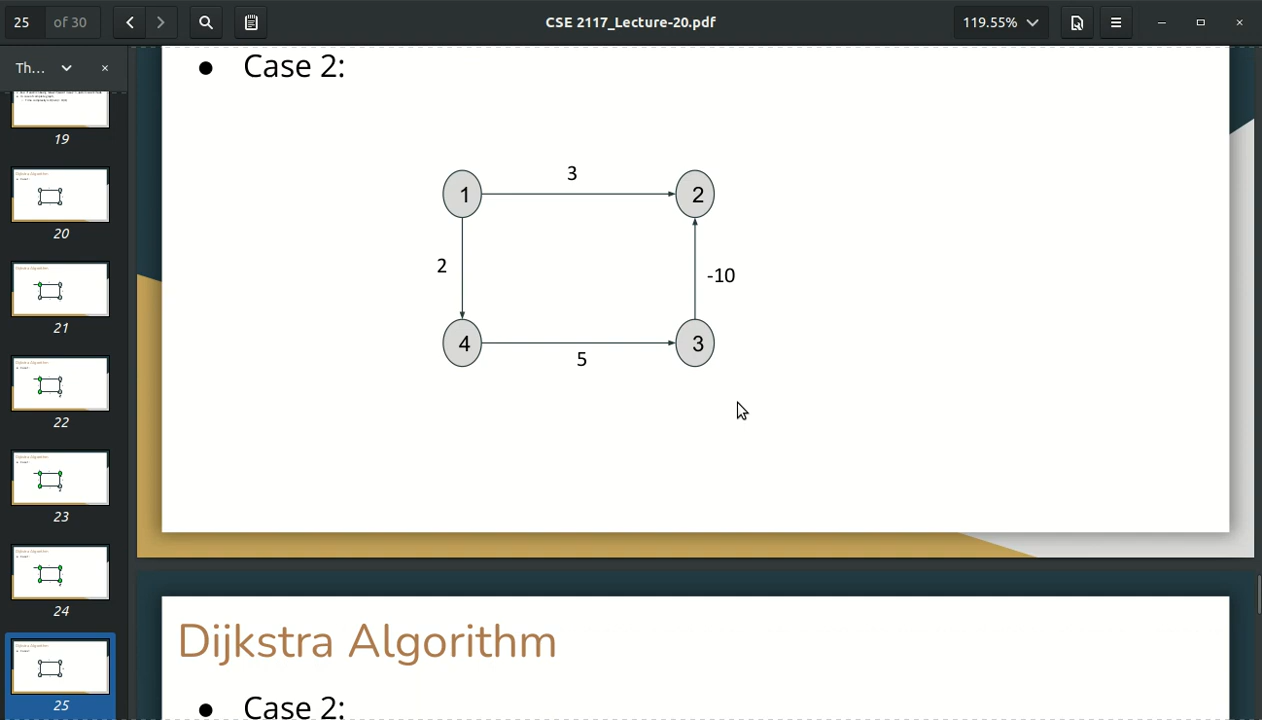 25 of 30
CSE 2117_Lecture-20.pdf
119.55%
Th...
19
20
21
22
23
24
25
Case 2:
3
1
2
2
-10
4
3
5
Dijkstra Algorithm
Case 2: